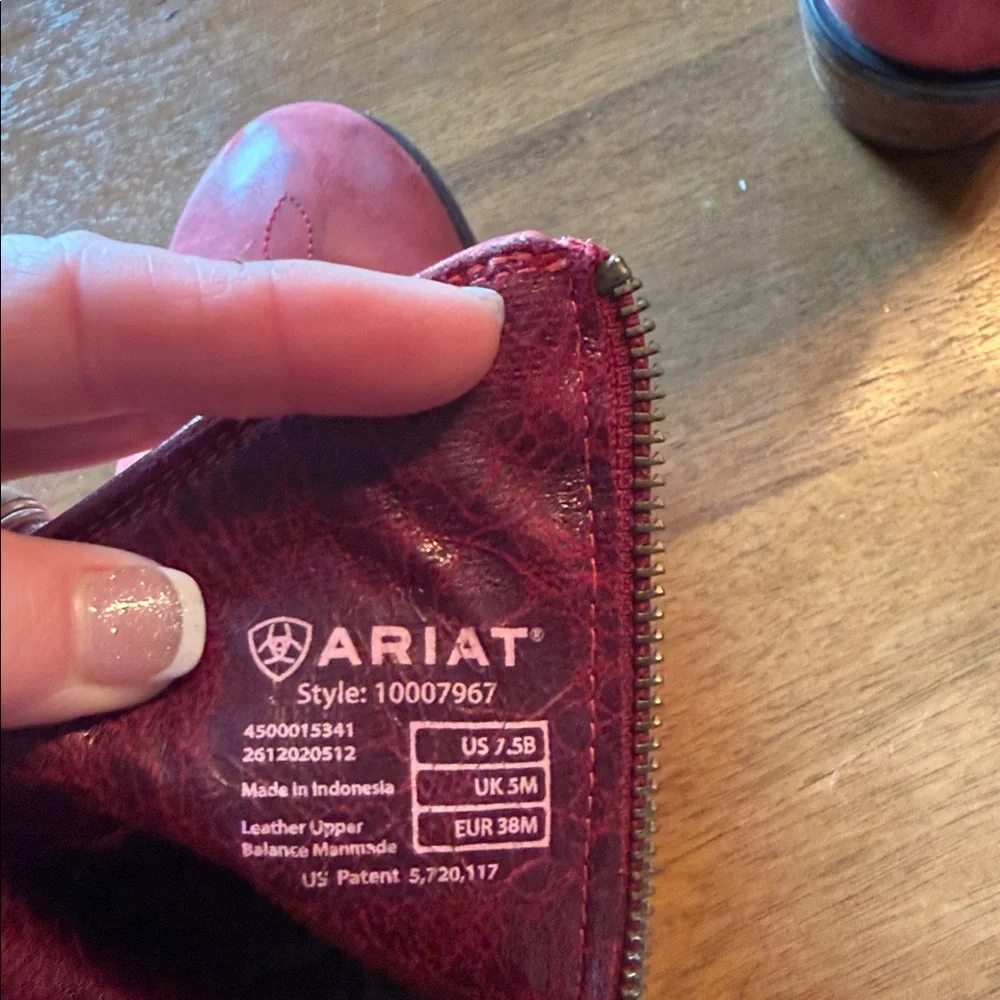 ARIAT®
Style: 10007967
4500015341
2612020512
Made in Indonesia
Leather Upper
Balance Manmade
US 7.5B
UK 5M
EUR 38M
US Patent 5,720,117